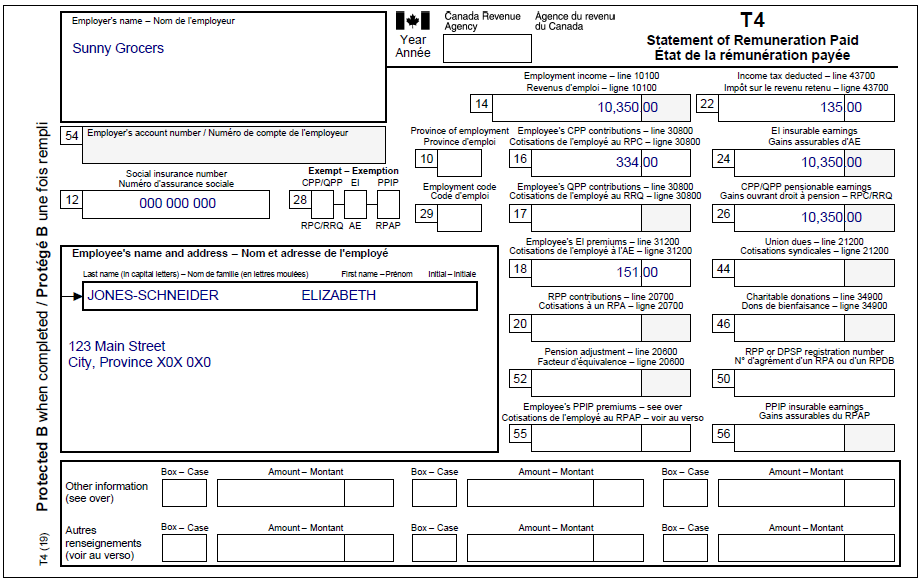 Employer's name – Nom de l'employeur
Sunny Grocers
Canada Revenue Agency
Agence du revenu du Canada
Year
Année
T4
Statement of Remuneration Paid
État de la rémunération payée
Employment income – line 10100
Revenus d'emploi – ligne 10100
14 10,350 00
Income tax deducted – line 43700
Impôt sur le revenu retenu – ligne 43700
22 135 00
54 Employer's account number / Numéro de compte de l'employeur
Province of employment
Province d'emploi
10
Employee's CPP contributions – line 30800
Cotisations de l'employé au RPC – ligne 30800
16 334 00
EI insurable earnings
Gains assurables d'AE
24 10,350 00
Social insurance number
Numéro d'assurance sociale
12 000 000 000
Exempt – Exemption
CPP/QPP EI PPIP
28
RPC/RRQ AE RPAP
Employment code
Code d'emploi
29
Employee's QPP contributions – line 30800
Cotisations de l'employé au RRQ – ligne 30800
17
CPP/QPP pensionable earnings
Gains ouvrant droit à pension – RPC/RRQ
26 10,350 00
Employee's name and address – Nom et adresse de l'employé
Last name (in capital letters) – Nom de famille (en lettres moulées) First name – Prénom Initial – Initiale
JONES-SCHNEIDER ELIZABETH
123 Main Street
City, Province X0X 0X0
Employee's EI premiums – line 31200
Cotisations de l'employé à l'AE – ligne 31200
18 151 00
Union dues – line 21200
Cotisations syndicales – ligne 21200
44
RPP contributions – line 20700
Cotisations à un RPA – ligne 20700
20
Charitable donations – line 34900
Dons de bienfaisance – ligne 34900
46
Pension adjustment – line 20600
Facteur d'équivalence – ligne 20600
52
RPP or DPSP registration number
N° d'agrément d'un RPA ou d'un RPDB
50
Employee's PPIP premiums – see over
Cotisations de l'employé au RPAP – voir au verso
55
PPIP insurable earnings
Gains assurables du RPAP
56
Other information
(see over)
Box – Case Amount – Montant Box – Case Amount – Montant Box – Case Amount – Montant
Autres
renseignements
(voir au verso)
Box – Case Amount – Montant Box – Case Amount – Montant Box – Case Amount – Montant
Protected B when completed / Protégé B une fois rempli
T4 (19)